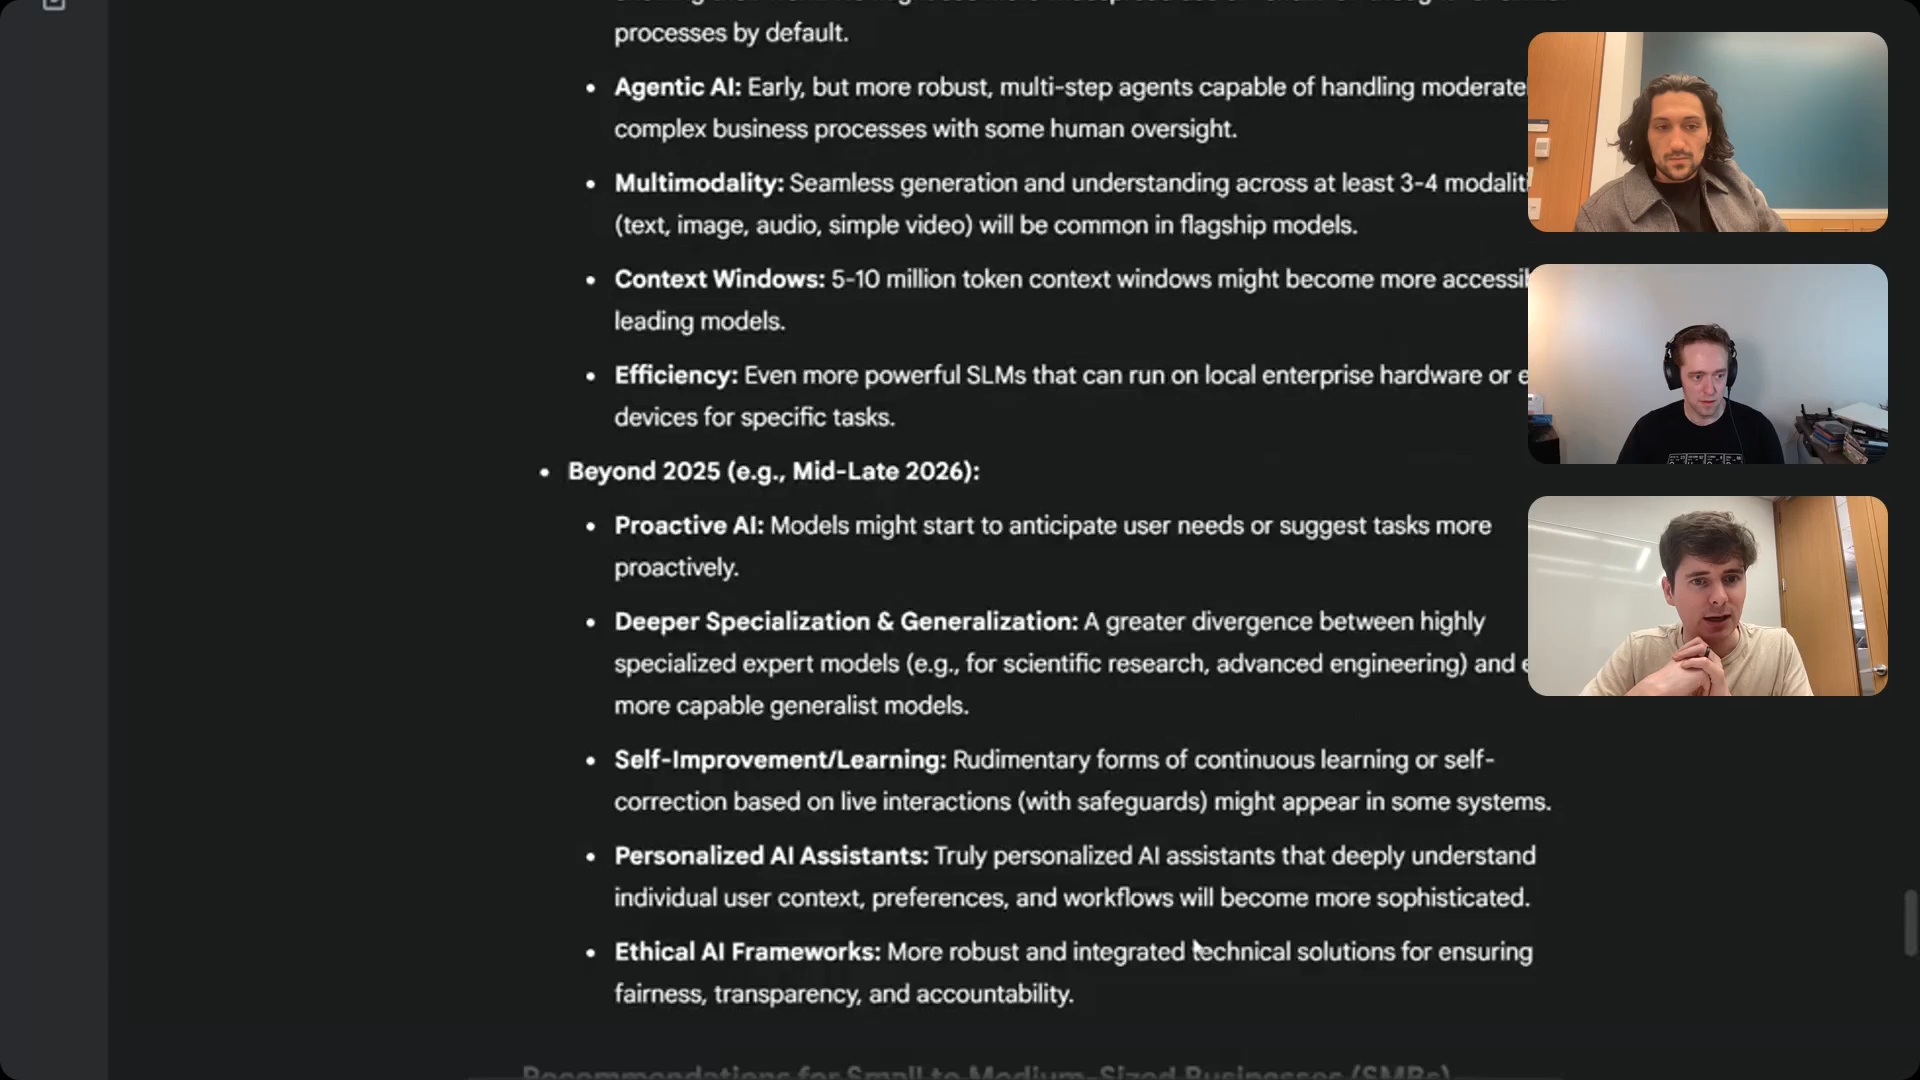 processes by default.
• Agentic AI: Early, but more robust, multi-step agents capable of handling moderate
complex business processes with some human oversight.
• Multimodality: Seamless generation and understanding across at least 3-4 modalit
(text, image, audio, simple video) will be common in flagship models.
• Context Windows: 5-10 million token context windows might become more accessi
leading models.
• Efficiency: Even more powerful SLMs that can run on local enterprise hardware or e
devices for specific tasks.
• Beyond 2025 (e.g., Mid-Late 2026):
• Proactive AI: Models might start to anticipate user needs or suggest tasks more
proactively.
• Deeper Specialization & Generalization: A greater divergence between highly
specialized expert models (e.g., for scientific research, advanced engineering) and e
more capable generalist models.
• Self-Improvement/Learning: Rudimentary forms of continuous learning or self-
correction based on live interactions (with safeguards) might appear in some systems.
• Personalized AI Assistants: Truly personalized AI assistants that deeply understand
individual user context, preferences, and workflows will become more sophisticated.
• Ethical AI Frameworks: More robust and integrated technical solutions for ensuring
fairness, transparency, and accountability.
Recommendations for Small to Medium-Sized Businesses (SMBs)